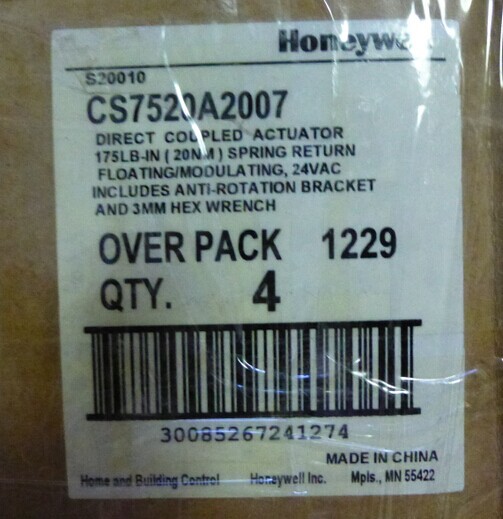 Honeywell
S20010
CS7520A2007
DIRECT COUPLED ACTUATOR
175LB-IN (20NM) SPRING RETURN
FLOATING/MODULATING, 24VAC
INCLUDES ANTI-ROTATION BRACKET
AND 3MM HEX WRENCH
OVER PACK 1229
QTY. 4
30085267241274
MADE IN CHINA
Home and Building Control Honeywell Inc. Mpls., MN 55422